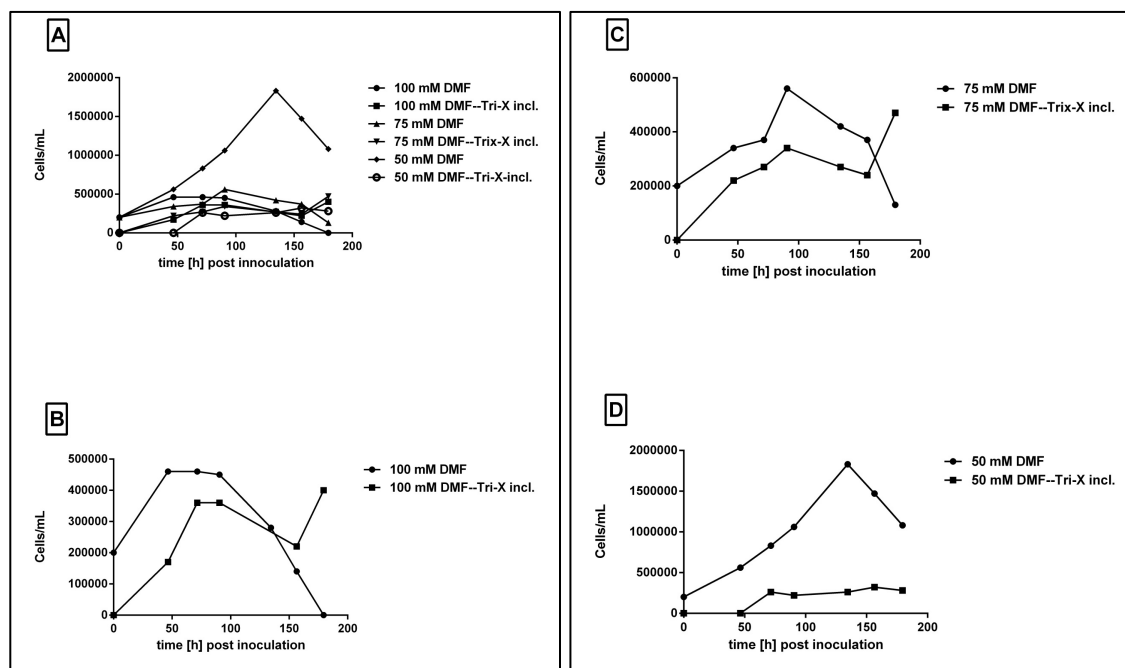 A
2000000
1500000
1000000
500000
0
Cells/mL
0 50 100 150 200
time [h] post innoculation
100 mM DMF
100 mM DMF--Tri-X incl.
75 mM DMF
75 mM DMF--Trix-X incl.
50 mM DMF
50 mM DMF--Tri-X-incl.
B
500000
400000
300000
200000
100000
0
Cells/mL
0 50 100 150 200
time [h] post inoculation
100 mM DMF
100 mM DMF--Tri-X incl.
C
600000
400000
200000
0
Cells/mL
0 50 100 150 200
time [h] post inoculation
75 mM DMF
75 mM DMF--Trix-X incl.
D
2000000
1500000
1000000
500000
0
Cells/mL
0 50 100 150 200
time [h] post inoculation
50 mM DMF
50 mM DMF--Tri-X incl.